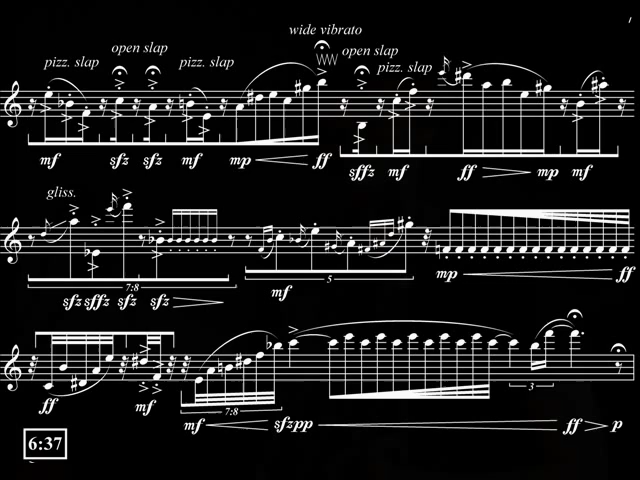 wide vibrato
open slap open slap
pizz. slap pizz. slap pizz. slap
mf sfz sfz mf mp ff sffz mf ff mp mf
gliss.
7:8 5
sfz sffz sfz sfz mf mp ff
ff mf 7:8 3
mf sfzpp ff p
6:37